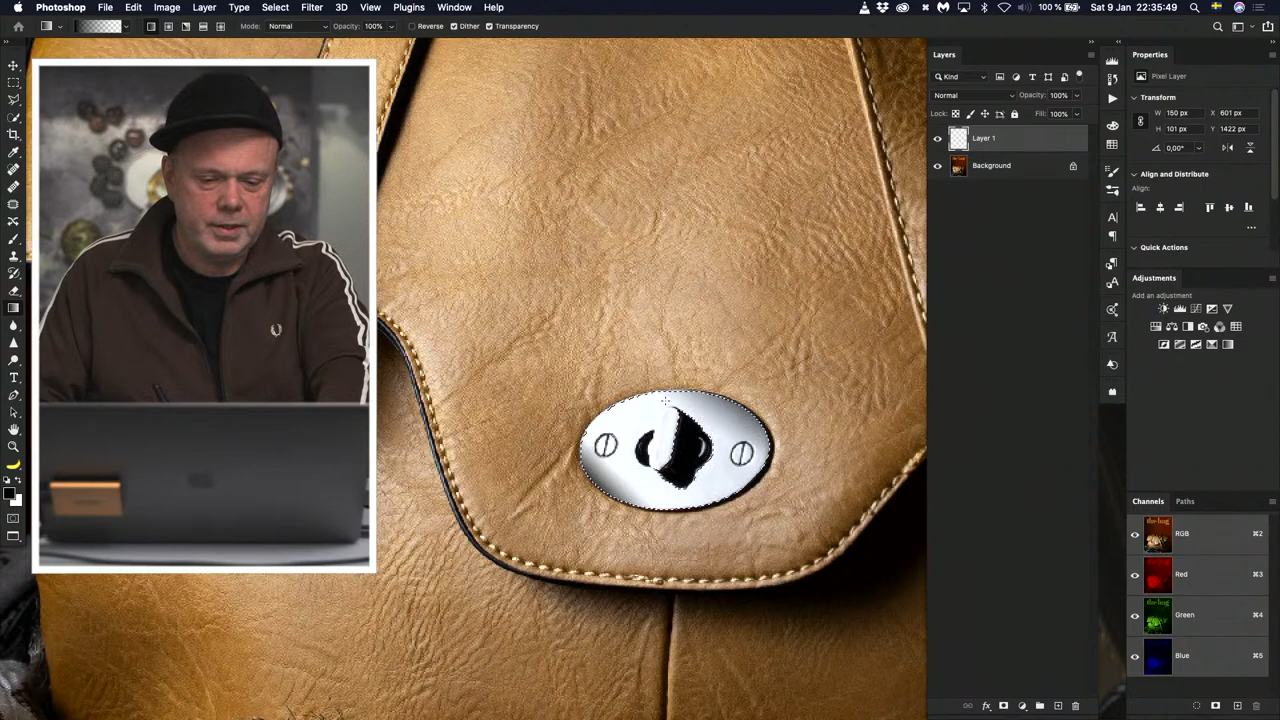 Photoshop File Edit Image Layer Type Select Filter 3D View Plugins Window Help 100 % Sat 9 Jan 22:35:49
Mode: Normal Opacity: 100% Reverse Dither Transparency
Layers
Kind
Normal Opacity: 100%
Lock: Fill: 100%
Layer 1
Background
Properties
Pixel Layer
Transform
W 150 px X 601 px
H 101 px Y 1422 px
0,00°
Align and Distribute
Align:
Quick Actions
Adjustments
Add an adjustment
Channels Paths
RGB ⌘2
Red ⌘3
Green ⌘4
Blue ⌘5